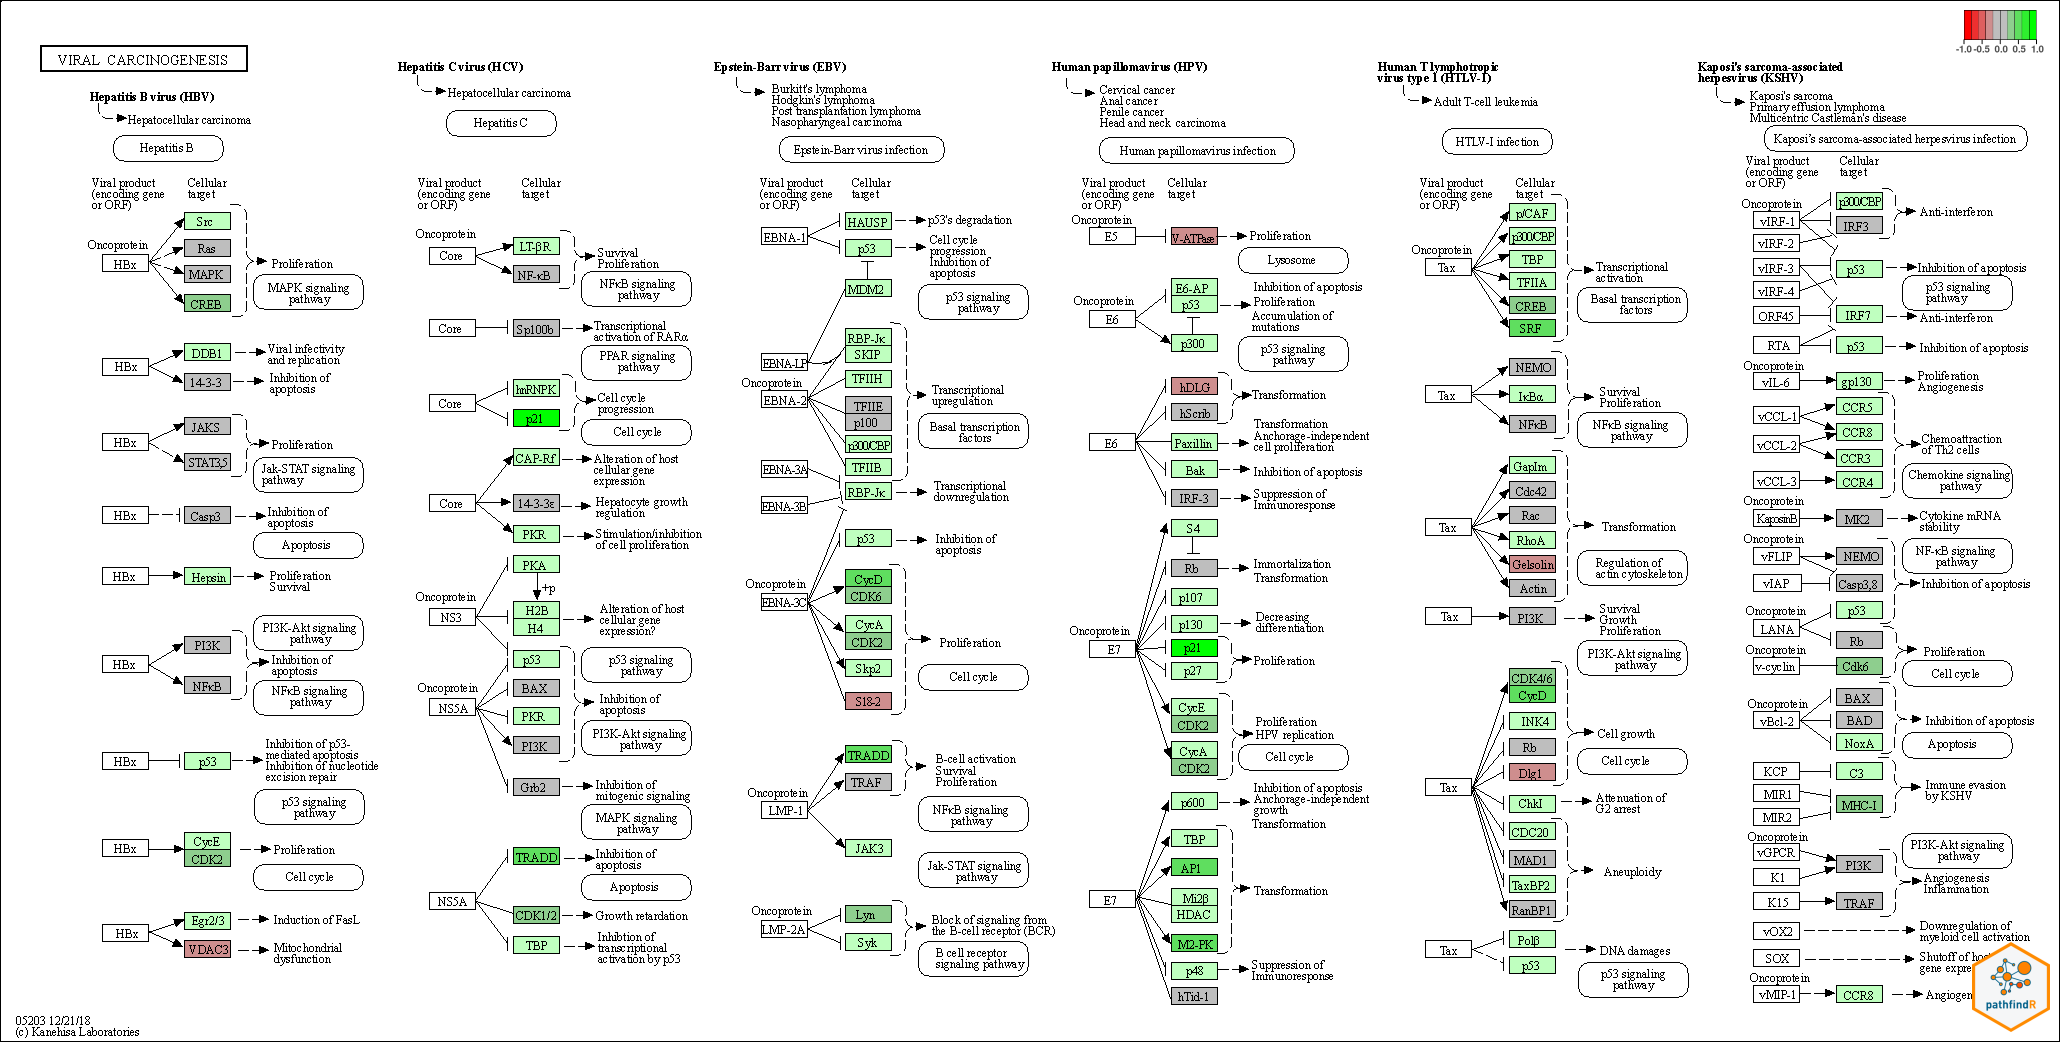 VIRAL CARCINOGENESIS
-1.0 -0.5 0.0 0.5 1.0
Hepatitis B virus (HBV)
Hepatocellular carcinoma
Hepatitis B
Viral product
(encoding gene
or ORF)
Cellular
target
Oncoprotein
HBx
Src
Ras
MAPK
CREB
Proliferation
MAPK signaling
pathway
HBx
DDB1
Viral infectivity
and replication
14-3-3
Inhibition of
apoptosis
HBx
JAKS
STAT3,5
Proliferation
Jak-STAT signaling
pathway
HBx
Casp3
Inhibition of
apoptosis
Apoptosis
HBx
Hepsin
Proliferation
Survival
HBx
PI3K
NFκB
PI3K-Akt signaling
pathway
Inhibition of
apoptosis
NFκB signaling
pathway
HBx
p53
Inhibition of p53-
mediated apoptosis
Inhibition of nucleotide
excision repair
p53 signaling
pathway
HBx
CycE
CDK2
Proliferation
Cell cycle
HBx
Egr2/3
Induction of FasL
VDAC3
Mitochondrial
dysfunction
05203 12/21/18
(c) Kanehisa Laboratories
Hepatitis C virus (HCV)
Hepatocellular carcinoma
Hepatitis C
Viral product
(encoding gene
or ORF)
Cellular
target
Oncoprotein
Core
LT-βR
NF-κB
Survival
Proliferation
NFκB signaling
pathway
Core
Sp100b
Transcriptional
activation of RARα
PPAR signaling
pathway
Core
hnRNPK
p21
Cell cycle
progression
Cell cycle
Core
CAP-Rf
Alteration of host
cellular gene
expression
14-3-3ε
Hepatocyte growth
regulation
PKR
Stimulation/inhibition
of cell proliferation
Oncoprotein
NS3
PKA
+p
H2B
H4
Alteration of host
cellular gene
expression?
p53
p53 signaling
pathway
Oncoprotein
NS5A
BAX
PKR
PI3K
Inhibition of
apoptosis
PI3K-Akt signaling
pathway
Grb2
Inhibition of
mitogenic signaling
MAPK signaling
pathway
NS5A
TRADD
Inhibition of
apoptosis
Apoptosis
CDK1/2
Growth retardation
TBP
Inhibtion of
transcriptional
activation by p53
Epstein-Barr virus (EBV)
Burkitt's lymphoma
Hodgkin's lymphoma
Post transplantation lymphoma
Nasopharyngeal carcinoma
Epstein-Barr virus infection
Viral product
(encoding gene
or ORF)
Cellular
target
EBNA-1
HAUSP
p53's degradation
p53
Cell cycle
progression
Inhibition of
apoptosis
MDM2
p53 signaling
pathway
EBNA-LP
Oncoprotein
EBNA-2
RBP-Jκ
SKIP
TFIIH
TFIIE
p100
p300/CBP
TFIIB
Transcriptional
upregulation
Basal transcription
factors
EBNA-3A
EBNA-3B
RBP-Jκ
Transcriptional
downregulation
p53
Inhibition of
apoptosis
Oncoprotein
EBNA-3C
CycD
CDK6
CycA
CDK2
Skp2
S18-2
Proliferation
Cell cycle
Oncoprotein
LMP-1
TRADD
TRAF
B-cell activation
Survival
Proliferation
NFκB signaling
pathway
JAK3
Jak-STAT signaling
pathway
Oncoprotein
LMP-2A
Lyn
Syk
Block of signaling from
the B-cell receptor (BCR)
B cell receptor
signaling pathway
Human papillomavirus (HPV)
Cervical cancer
Anal cancer
Penile cancer
Head and neck carcinoma
Human papillomavirus infection
Viral product
(encoding gene
or ORF)
Cellular
target
Oncoprotein
E5
V-ATPase
Proliferation
Lysosome
Oncoprotein
E6
E6-AP
p53
p300
Inhibition of apoptosis
Proliferation
Accumulation of
mutations
p53 signaling
pathway
E6
hDLG
hScrib
Transformation
Paxillin
Transformation
Anchorage-independent
cell proliferation
Bak
Inhibition of apoptosis
IRF-3
Suppression of
Immunoresponse
Oncoprotein
E7
S4
Rb
Immortalization
Transformation
p107
p130
Decreasing
differentiation
p21
p27
Proliferation
CycE
CDK2
CycA
CDK2
Proliferation
HPV replication
Cell cycle
p600
Inhibition of apoptosis
Anchorage-independent
growth
Transformation
E7
TBP
AP1
Mi2β
HDAC
M2-PK
Transformation
p48
Suppression of
Immunoresponse
hTid-1
Human T lymphotropic
virus type 1 (HTLV-1)
Adult T-cell leukemia
HTLV-I infection
Viral product
(encoding gene
or ORF)
Cellular
target
Oncoprotein
Tax
p/CAF
p300/CBP
TBP
TFIIA
CREB
SRF
Transcriptional
activation
Basal transcription
factors
Tax
NEMO
IκBα
NFκB
Survival
Proliferation
NFκB signaling
pathway
Tax
GapIm
Cdc42
Rac
RhoA
Gelsolin
Actin
Transformation
Regulation of
actin cytoskeleton
Tax
PI3K
Survival
Growth
Proliferation
PI3K-Akt signaling
pathway
Tax
CDK4/6
CycD
INK4
Rb
Dlg1
Cell growth
Cell cycle
ChkI
Attenuation of
G2 arrest
CDC20
MAD1
TaxBP2
RanBP1
Aneuploidy
Tax
Polβ
p53
DNA damages
p53 signaling
pathway
Kaposi's sarcoma-associated
herpesvirus (KSHV)
Kaposi's sarcoma
Primary effusion lymphoma
Multicentric Castleman's disease
Kaposi's sarcoma-associated herpesvirus infection
Viral product
(encoding gene
or ORF)
Cellular
target
Oncoprotein
vIRF-1
vIRF-2
p300/CBP
IRF3
Anti-interferon
vIRF-3
vIRF-4
p53
Inhibition of apoptosis
p53 signaling
pathway
ORF45
IRF7
Anti-interferon
RTA
p53
Inhibition of apoptosis
vIL-6
gp130
Proliferation
Angiogenesis
vCCL-1
vCCL-2
vCCL-3
CCR5
CCR8
CCR3
CCR4
Chemoattraction
of Th2 cells
Chemokine signaling
pathway
Oncoprotein
KaposinB
MK2
Cytokine mRNA
stability
Oncoprotein
vFLIP
NEMO
NF-κB signaling
pathway
vIAP
Casp3,8
Inhibition of apoptosis
Oncoprotein
LANA
p53
Rb
Proliferation
Oncoprotein
v-cyclin
Cdk6
Cell cycle
vBcl-2
BAX
BAD
NoxA
Inhibition of apoptosis
Apoptosis
KCP
C3
MIR1
MIR2
MHC-I
Immune evasion
by KSHV
Oncoprotein
vGPCR
K1
PI3K
PI3K-Akt signaling
pathway
Angiogenesis
Inflammation
K15
TRAF
vOX2
Downregulation of
myeloid cell activation
SOX
Shutoff of
gene
Oncoprotein
vMIP-1
CCR8
pathfindR